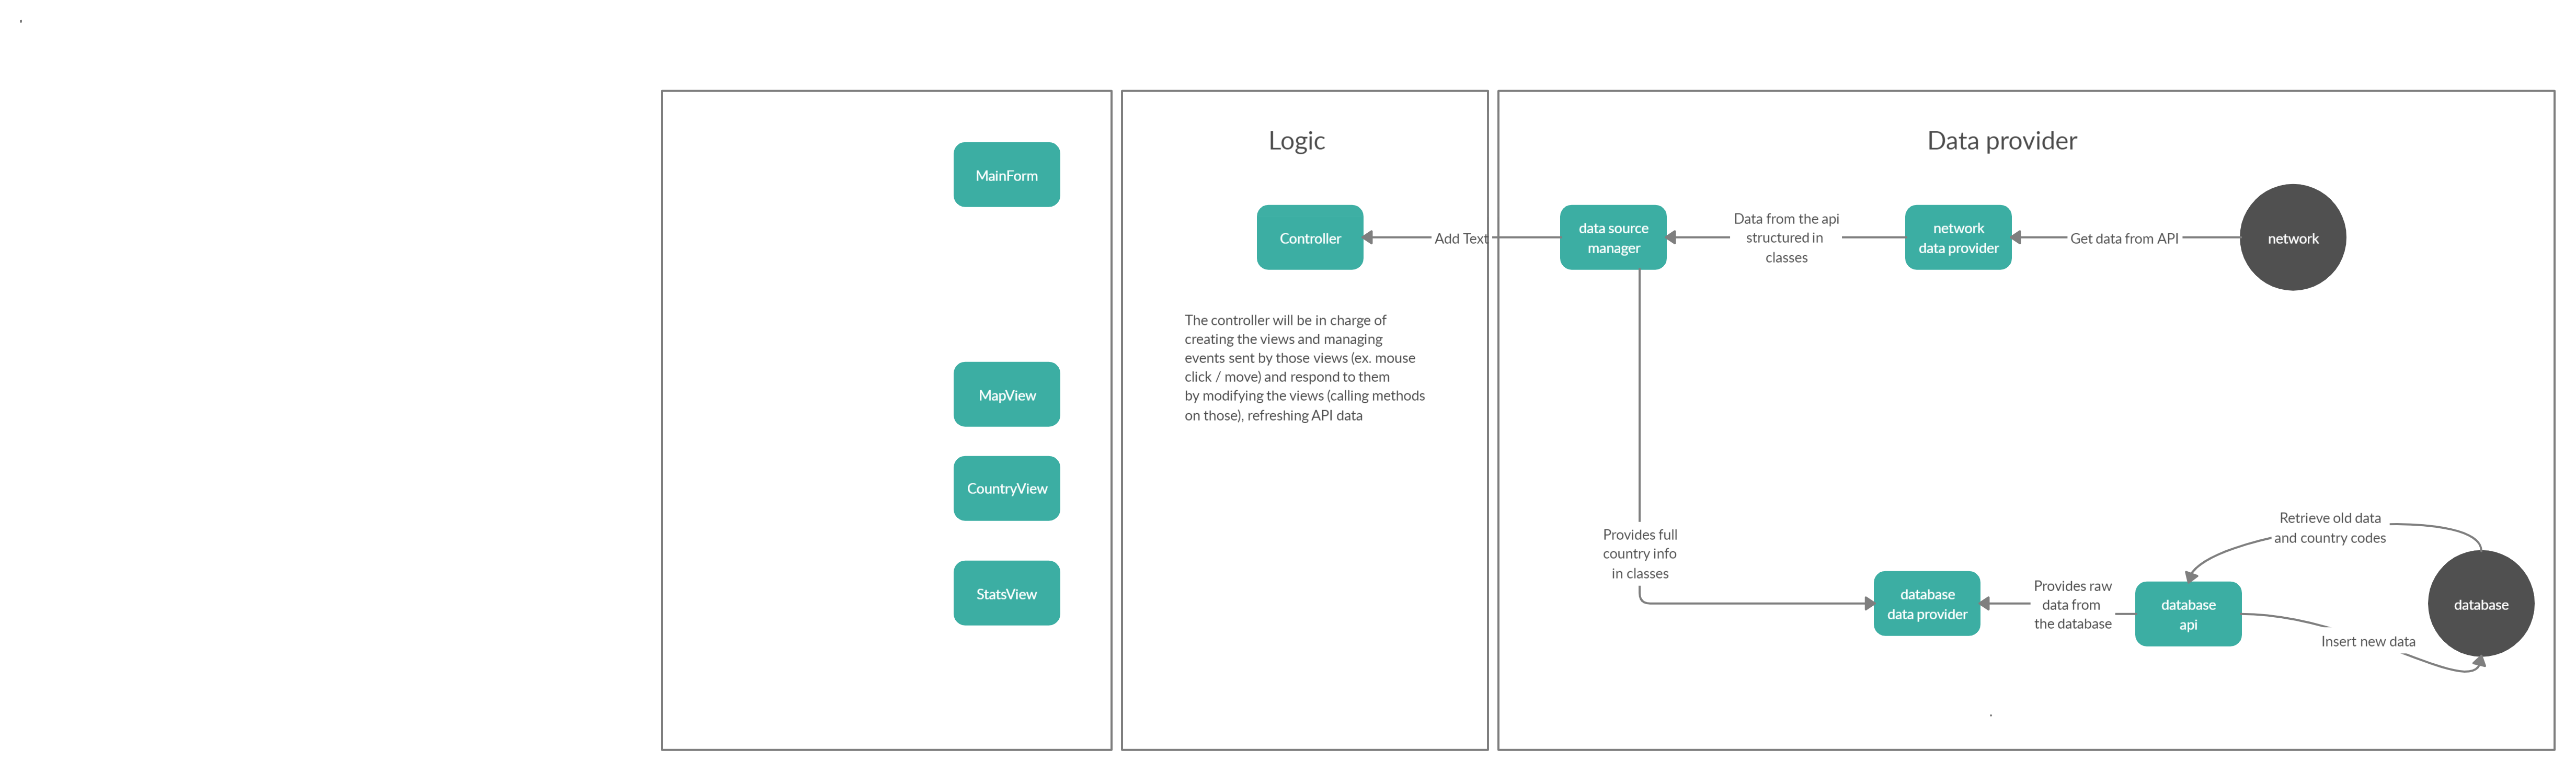 MainForm
MapView
CountryView
StatsView
Logic
Controller
Add Text
The controller will be in charge of
creating the views and managing
events sent by those views (ex. mouse
click / move) and respond to them
by modifying the views (calling methods
on those), refreshing API data
Data provider
data source
manager
Data from the api
structured in
classes
network
data provider
Get data from API
network
Provides full
country info
in classes
database
data provider
Provides raw
data from
the database
database
api
Retrieve old data
and country codes
Insert new data
database